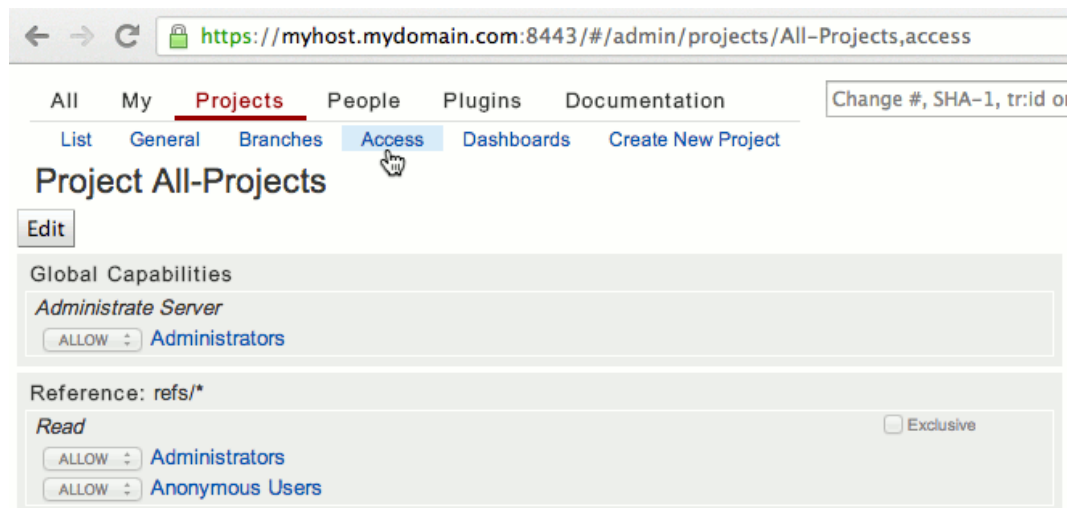 https://myhost.mydomain.com:8443/#/admin/projects/All-Projects,access
All My Projects People Plugins Documentation Change #, SHA-1, tr:id or
List General Branches Access Dashboards Create New Project
Project All-Projects
Edit
Global Capabilities
Administrate Server
ALLOW Administrators
Reference: refs/*
Read Exclusive
ALLOW Administrators
ALLOW Anonymous Users